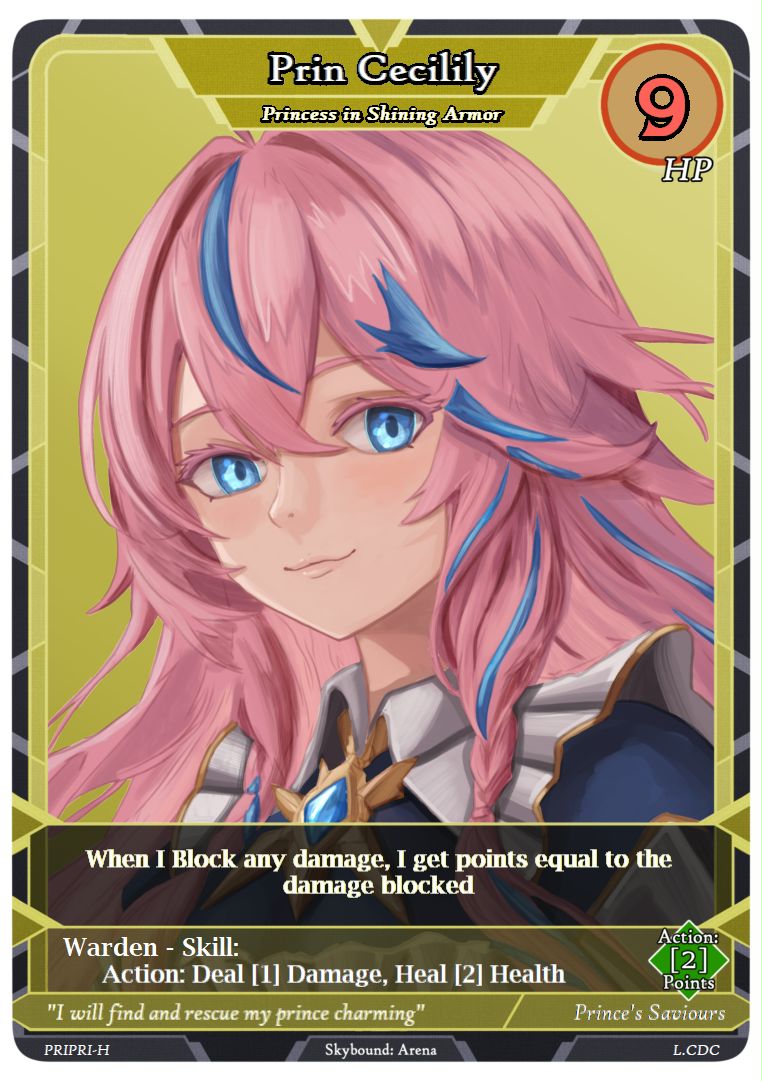 Prin Cecilily
Princess in Shining Armor
9
HP
When I Block any damage, I get points equal to the
damage blocked
Warden - Skill:
Action: Deal [1] Damage, Heal [2] Health
Action:
[2]
Points
"I will find and rescue my prince charming"
Prince's Saviours
PRIPRI-H
Skybound: Arena
L.CDC